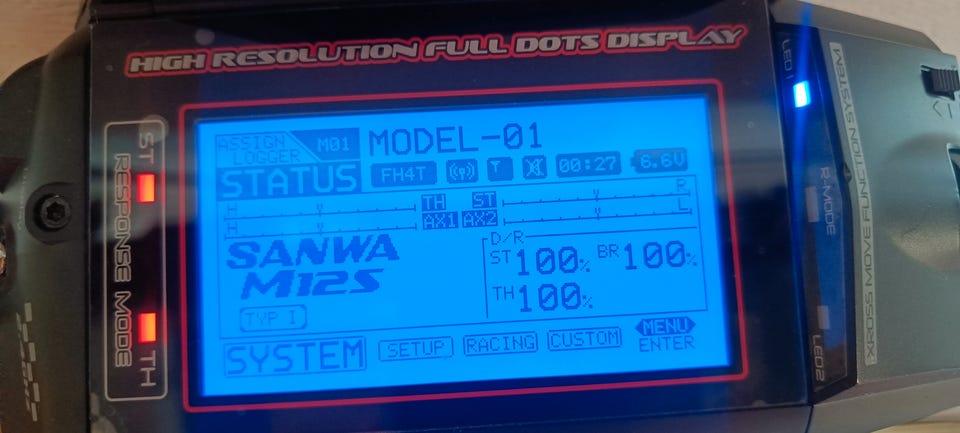 HIGH RESOLUTION FULL DOTS DISPLAY
ASSIGN
LOGGER
M01
MODEL-01
STATUS
FH4T
00:27
6.6V
H
TH
ST
R
H
AX1
AX2
L
SANWA
M12S
TYP I
D/R
ST 100%
BR 100%
TH 100%
SYSTEM
SETUP
RACING
CUSTOM
MENU
ENTER
ST
RESPONSE MODE
TH
LED1
R-MODE
LED2
XROSS MOVE FUNCTION SYSTEM